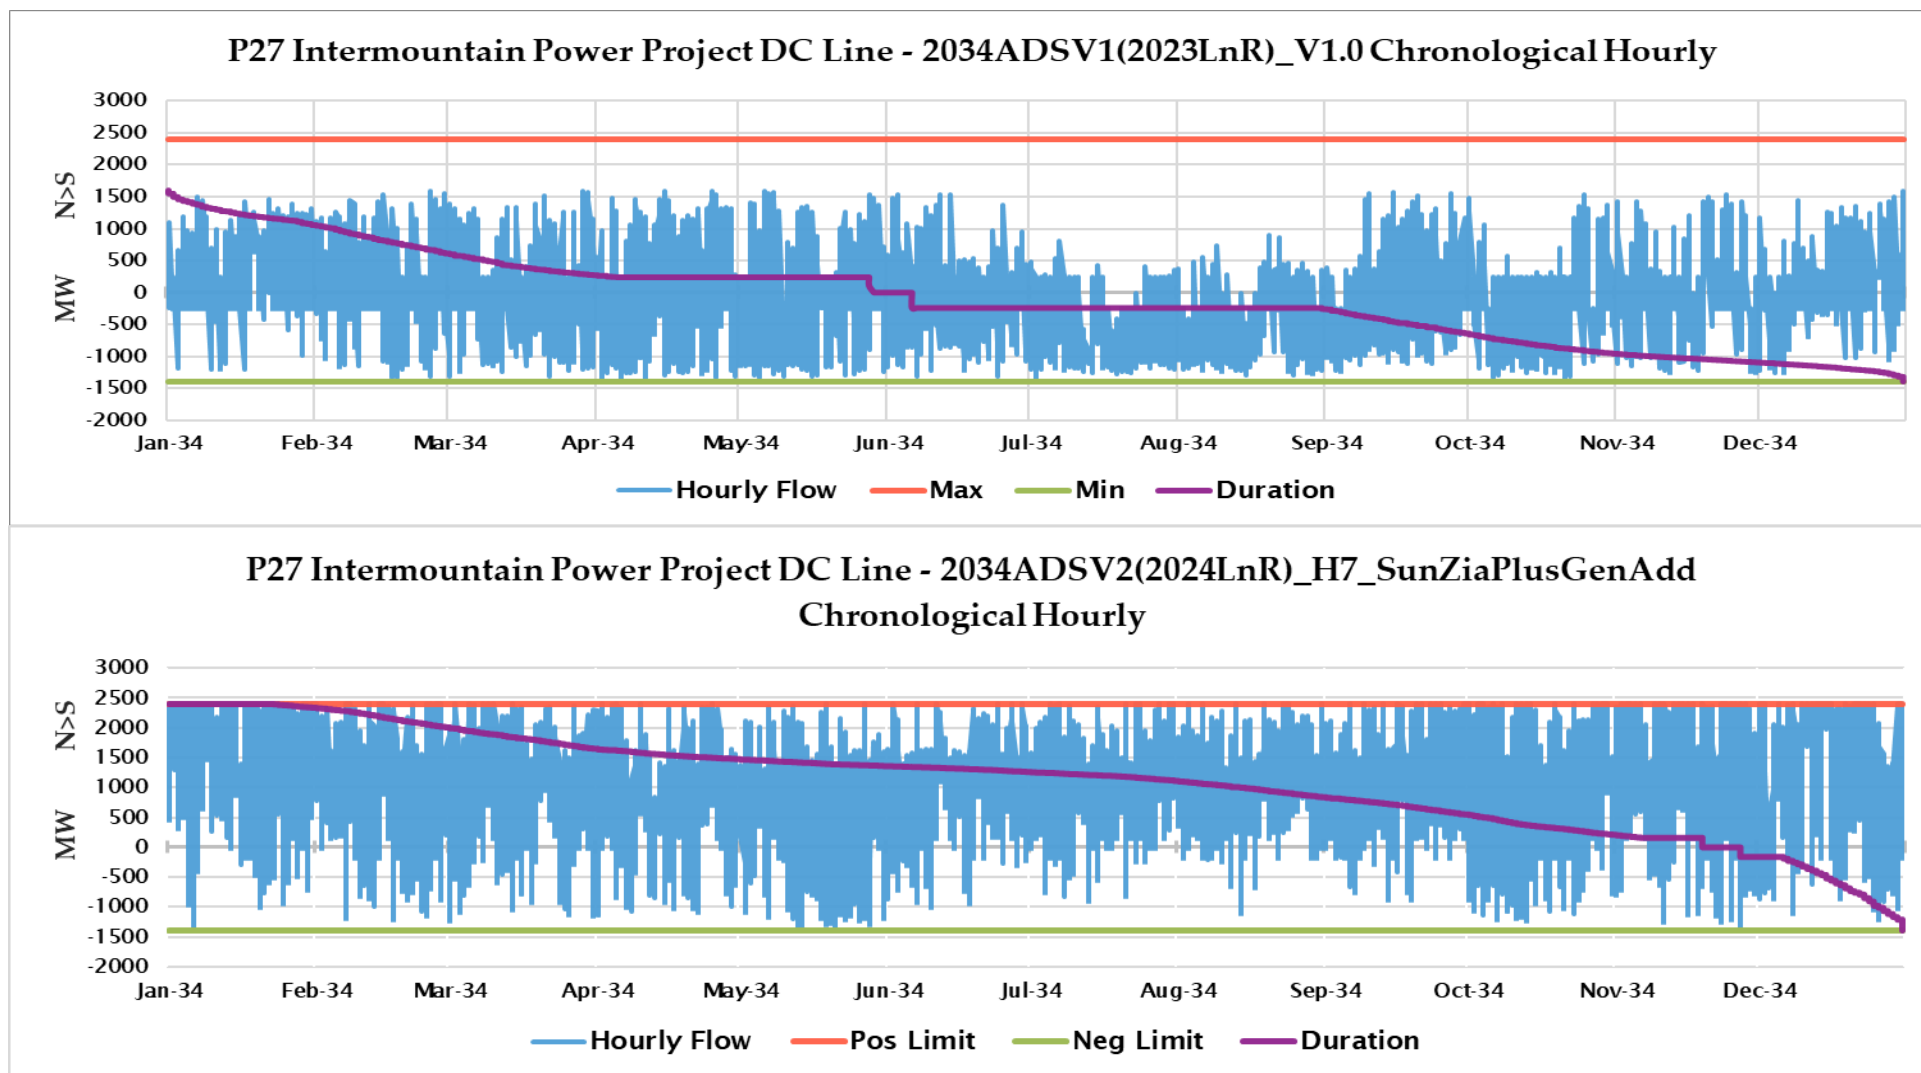 P27 Intermountain Power Project DC Line - 2034ADSV1(2023LnR)_V1.0 Chronological Hourly
3000
2500
2000
1500
1000
500
0
-500
-1000
-1500
-2000
MW N>S
Jan-34 Feb-34 Mar-34 Apr-34 May-34 Jun-34 Jul-34 Aug-34 Sep-34 Oct-34 Nov-34 Dec-34
Hourly Flow Max Min Duration
P27 Intermountain Power Project DC Line - 2034ADSV2(2024LnR)_H7_SunZiaPlusGenAdd
Chronological Hourly
3000
2500
2000
1500
1000
500
0
-500
-1000
-1500
-2000
MW N>S
Jan-34 Feb-34 Mar-34 Apr-34 May-34 Jun-34 Jul-34 Aug-34 Sep-34 Oct-34 Nov-34 Dec-34
Hourly Flow Pos Limit Neg Limit Duration